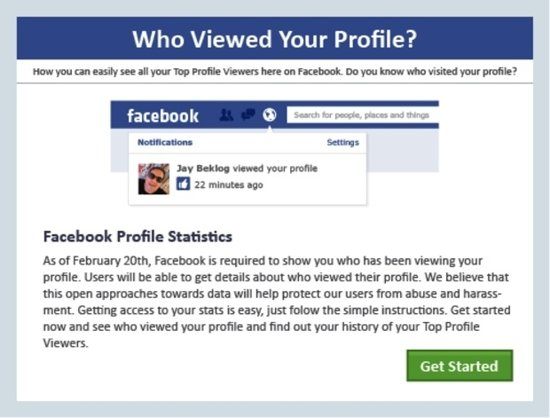 Who Viewed Your Profile?
How you can easily see all your Top Profile Viewers here on Facebook. Do you know who visited your profile?
facebook
Search for people, places and things
Notifications
Settings
Jay Beklog viewed your profile
22 minutes ago
Facebook Profile Statistics
As of February 20th, Facebook is required to show you who has been viewing your
profile. Users will be able to get details about who viewed their profile. We believe that
this open approaches towards data will help protect our users from abuse and harass-
ment. Getting access to your stats is easy, just folow the simple instructions. Get started
now and see who viewed your profile and find out your history of your Top Profile
Viewers.
Get Started